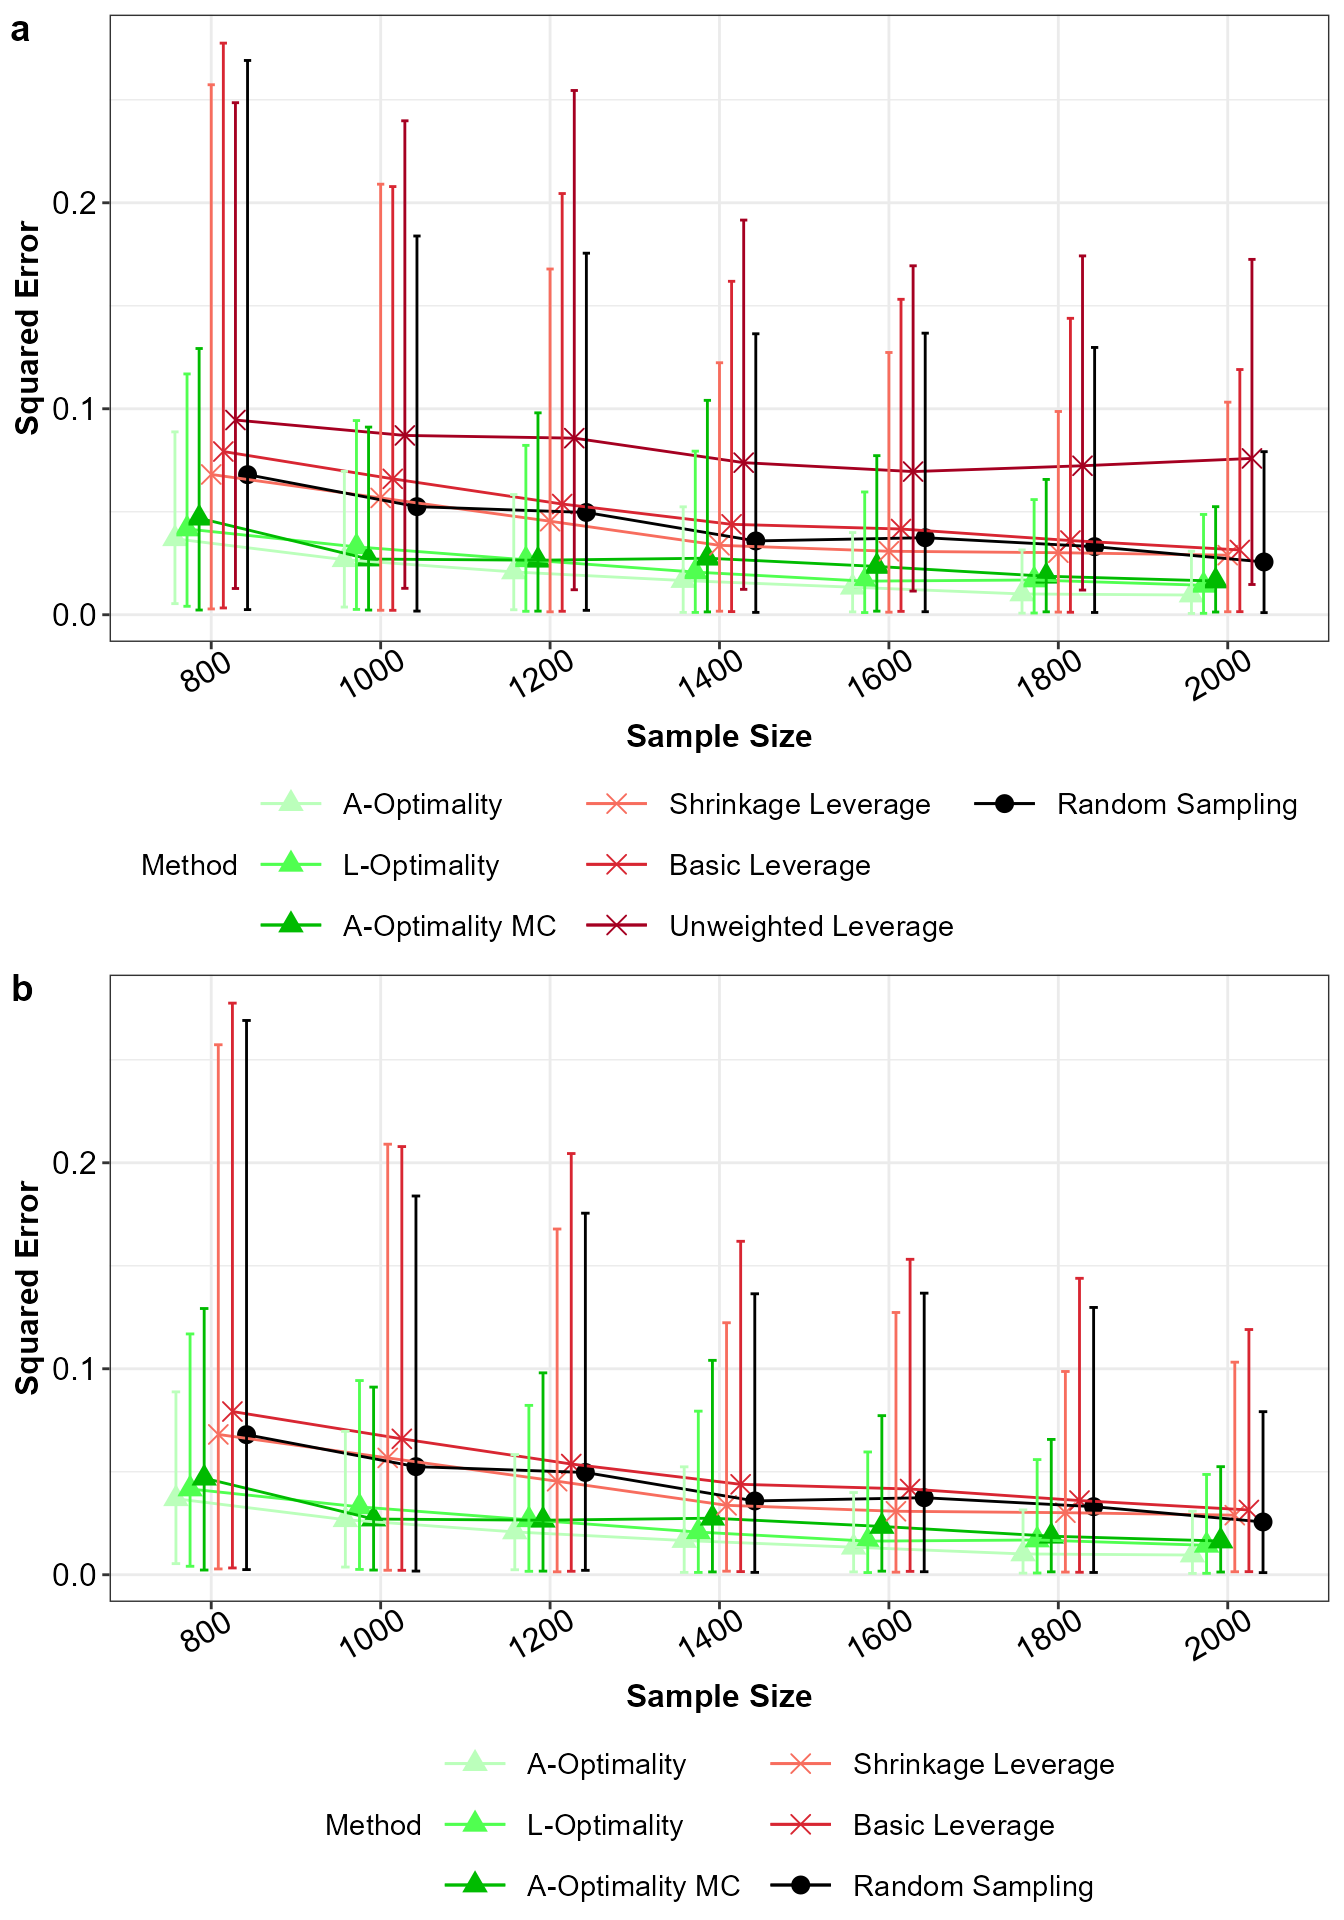 a
Squared Error
0.2
0.1
0.0
800 1000 1200 1400 1600 1800 2000
Sample Size
Method
A-Optimality Shrinkage Leverage Random Sampling
L-Optimality Basic Leverage
A-Optimality MC Unweighted Leverage
b
Squared Error
0.2
0.1
0.0
800 1000 1200 1400 1600 1800 2000
Sample Size
Method
A-Optimality Shrinkage Leverage
L-Optimality Basic Leverage
A-Optimality MC Random Sampling